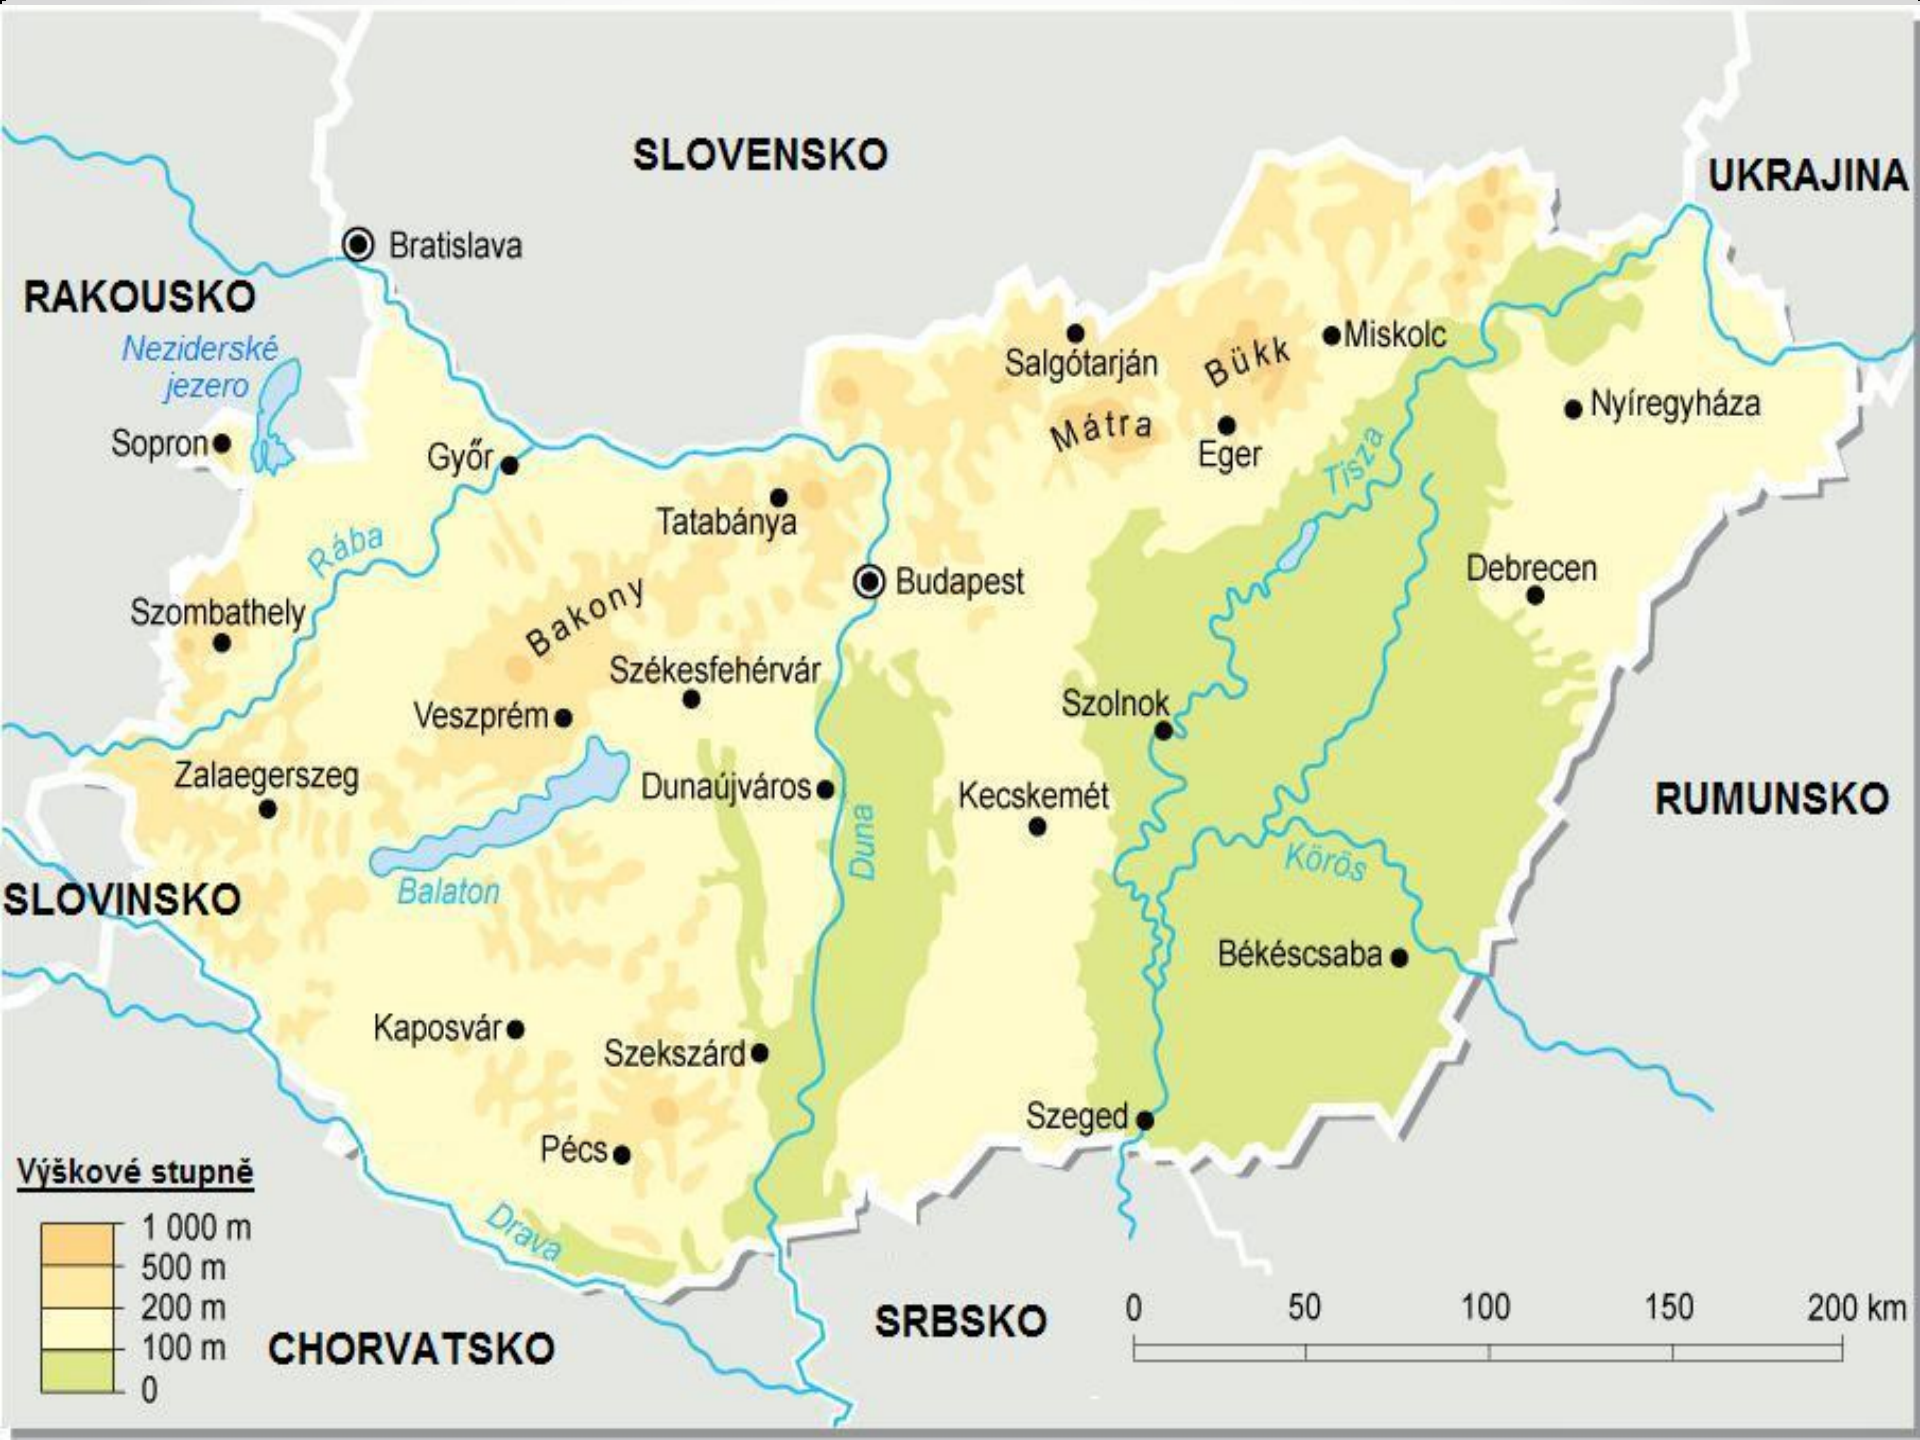 SLOVENSKO
UKRAJINA
Bratislava
RAKOUSKO
Neziderské
jezero
Sopron
Győr
Salgótarján
Bükk
Miskolc
Mátra
Eger
Nyíregyháza
Tisza
Tatabánya
Rába
Budapest
Debrecen
Szombathely
Bakony
Székesfehérvár
Veszprém
Szolnok
Zalaegerszeg
Dunaújváros
Kecskemét
RUMUNSKO
Duna
Körös
Balaton
SLOVINSKO
Békéscsaba
Kaposvár
Szekszárd
Szeged
Pécs
Drava
Výškové stupně
1 000 m
500 m
200 m
100 m
0
CHORVATSKO
SRBSKO
0 50 100 150 200 km